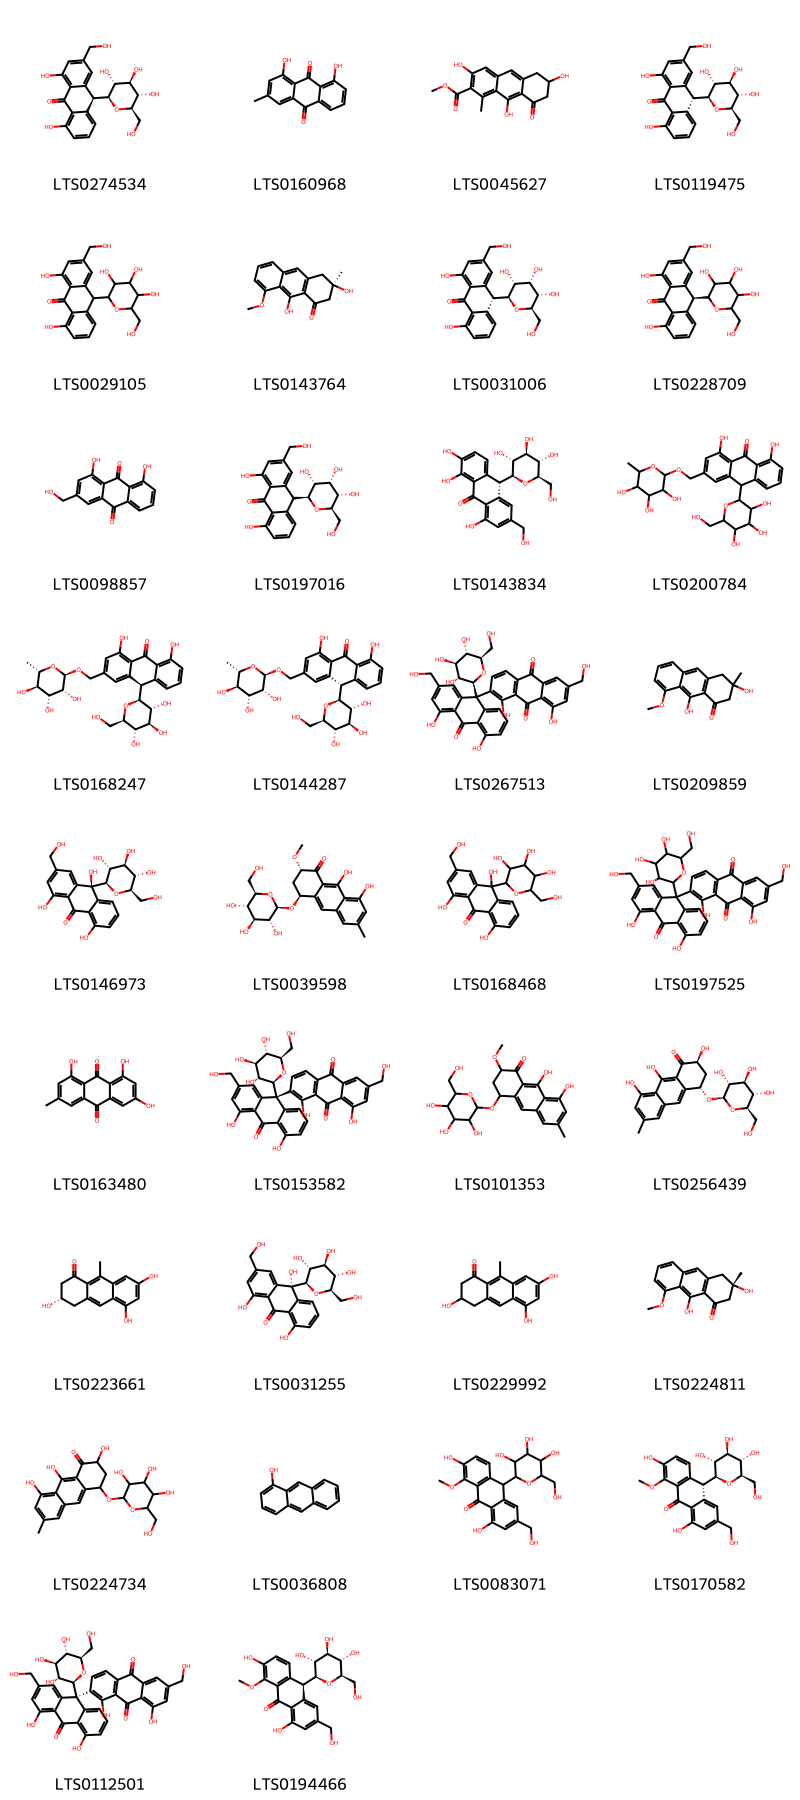 LTS0274534 LTS0160968 LTS0045627 LTS0119475
LTS0029105 LTS0143764 LTS0031006 LTS0228709
LTS0098857 LTS0197016 LTS0143834 LTS0200784
LTS0168247 LTS0144287 LTS0267513 LTS0209859
LTS0146973 LTS0039598 LTS0168468 LTS0197525
LTS0163480 LTS0153582 LTS0101353 LTS0256439
LTS0223661 LTS0031255 LTS0229992 LTS0224811
LTS0224734 LTS0036808 LTS0083071 LTS0170582
LTS0112501 LTS0194466